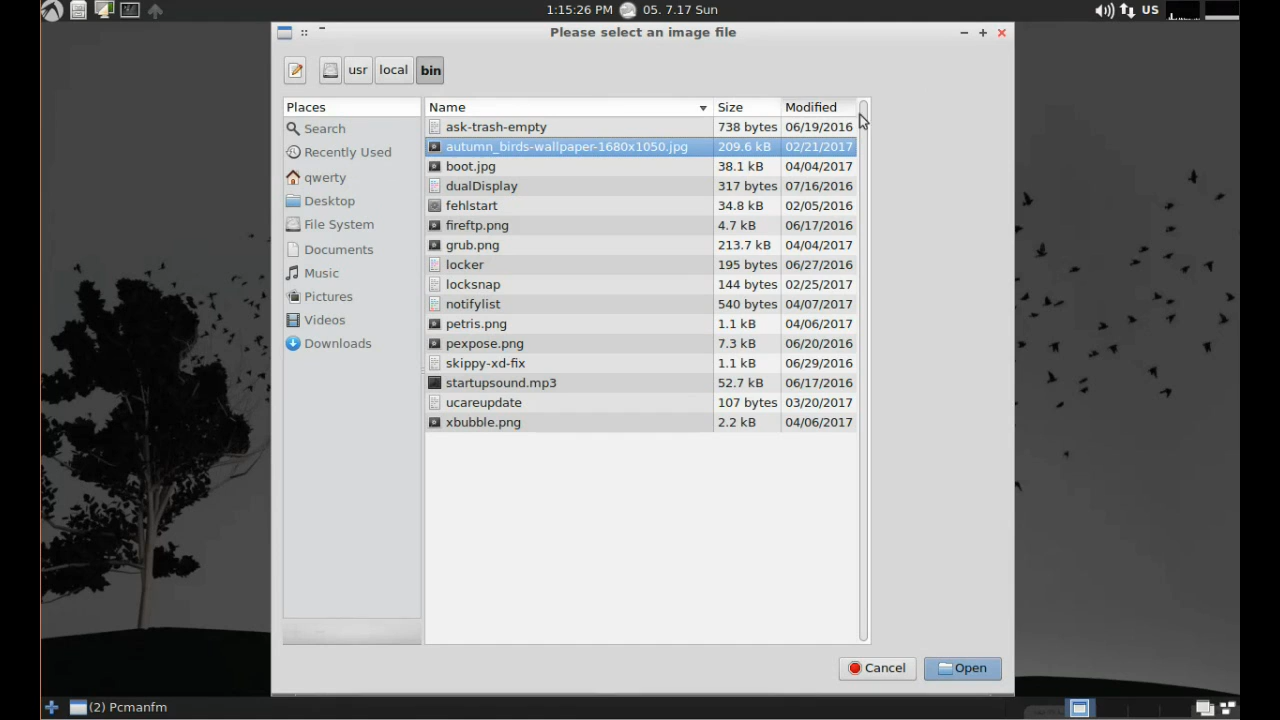 1:15:26 PM 05. 7.17 Sun US
Please select an image file
usr local bin
Places
Search
Recently Used
qwerty
Desktop
File System
Documents
Music
Pictures
Videos
Downloads
Name Size Modified
ask-trash-empty 738 bytes 06/19/2016
autumn_birds-wallpaper-1680x1050.jpg 209.6 kB 02/21/2017
boot.jpg 38.1 kB 04/04/2017
dualDisplay 317 bytes 07/16/2016
fehlstart 34.8 kB 02/05/2016
fireftp.png 4.7 kB 06/17/2016
grub.png 213.7 kB 04/04/2017
locker 195 bytes 06/27/2016
locksnap 144 bytes 02/25/2017
notifylist 540 bytes 04/07/2017
petris.png 1.1 kB 04/06/2017
pexpose.png 7.3 kB 06/20/2016
skippy-xd-fix 1.1 kB 06/29/2016
startupsound.mp3 52.7 kB 06/17/2016
ucareupdate 107 bytes 03/20/2017
xbubble.png 2.2 kB 04/06/2017
Cancel Open
(2) Pcmanfm